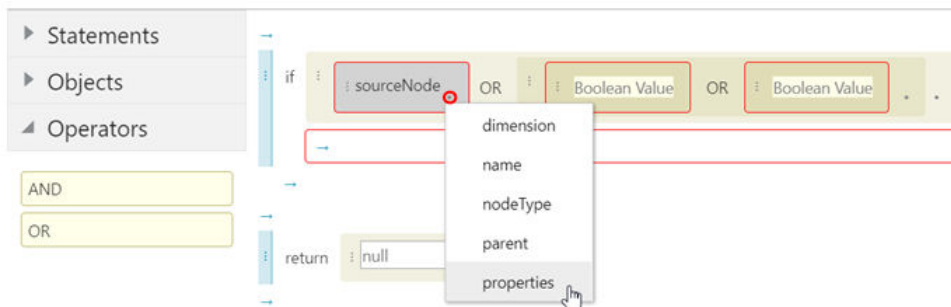 Statements
Objects
Operators
AND
OR
if sourceNode OR Boolean Value OR Boolean Value . .
dimension
name
nodeType
parent
properties
return null